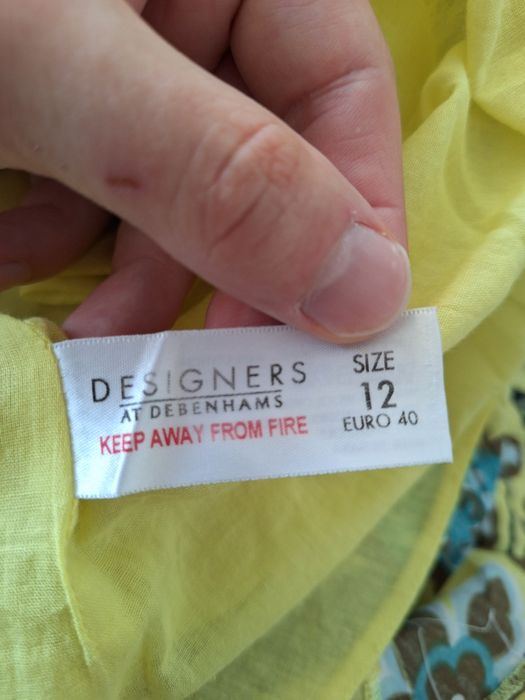 DESIGNERS
AT DEBENHAMS
KEEP AWAY FROM FIRE
SIZE
12
EURO 40